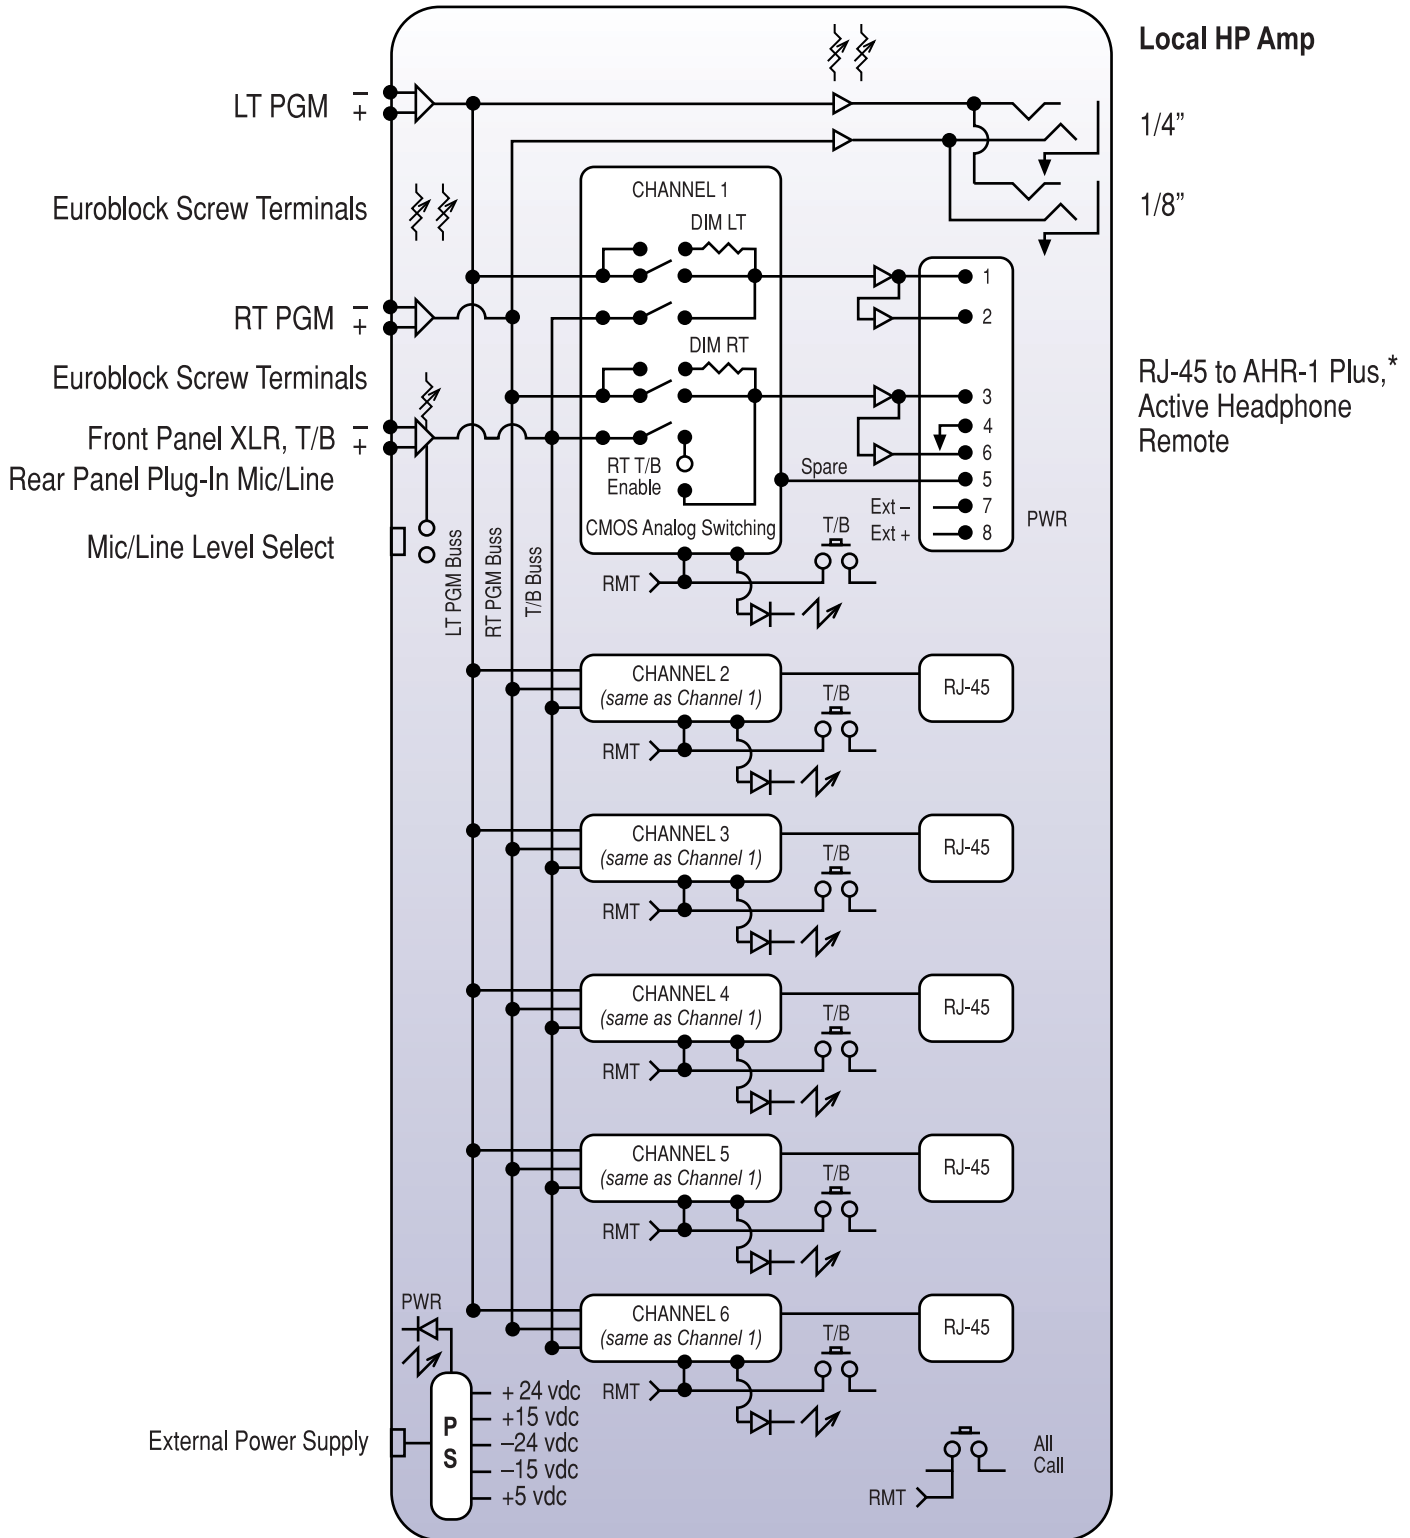 Local HP Amp
LT PGM – +
1/4”
CHANNEL 1
Euroblock Screw Terminals
1/8”
DIM LT
1
RT PGM – +
2
DIM RT
Euroblock Screw Terminals
RJ-45 to AHR-1 Plus,*
Active Headphone
Remote
3
4
Front Panel XLR, T/B – +
6
RT T/B
Enable
Spare
5
Rear Panel Plug-In Mic/Line
Ext –
7
PWR
CMOS Analog Switching
T/B
Ext +
8
Mic/Line Level Select
LT PGM Buss
RT PGM Buss
T/B Buss
RMT
CHANNEL 2
(same as Channel 1)
T/B
RJ-45
RMT
CHANNEL 3
(same as Channel 1)
T/B
RJ-45
RMT
CHANNEL 4
(same as Channel 1)
T/B
RJ-45
RMT
CHANNEL 5
(same as Channel 1)
T/B
RJ-45
RMT
PWR
CHANNEL 6
(same as Channel 1)
T/B
RJ-45
RMT
+ 24 vdc
+15 vdc
–24 vdc
–15 vdc
+5 vdc
P
S
External Power Supply
All
Call
RMT